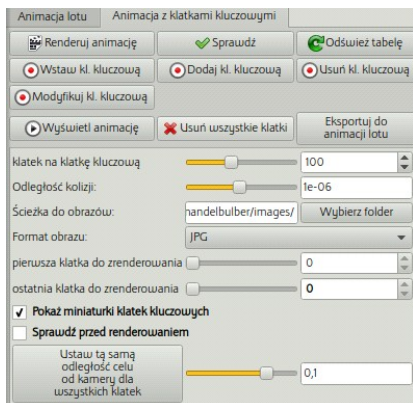 Animacja lotu Animacja z klatkami kluczowymi
Renderuj animację Sprawdź Odśwież tabelę
Wstaw kl. kluczową Dodaj kl. kluczową Usuń kl. kluczową
Modyfikuj kl. kluczową
Wyświetl animację Usuń wszystkie klatki Eksportuj do
animacji lotu
klatek na klatkę kluczową 100
Odległość kolizji: 1e-06
Ścieżka do obrazów: nandelbulber/images/ Wybierz folder
Format obrazu: JPG
pierwsza klatka do zrenderowania 0
ostatnia klatka do zrenderowania 0
Pokaż miniaturki klatek kluczowych
Sprawdź przed renderowaniem
Ustaw tą samą
odległość celu
od kamery dla
wszystkich klatek
0,1